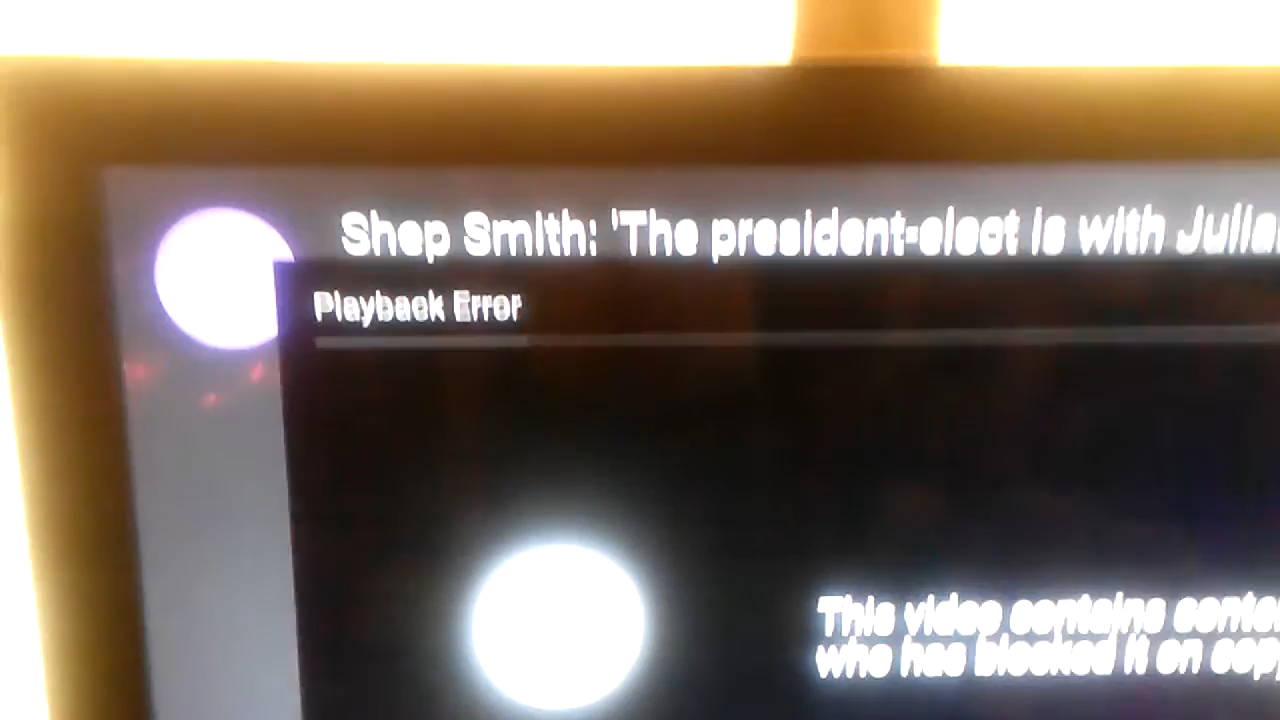 Shep Smith: 'The president-elect is with
Playback Error
This video contains
who has blocked it on